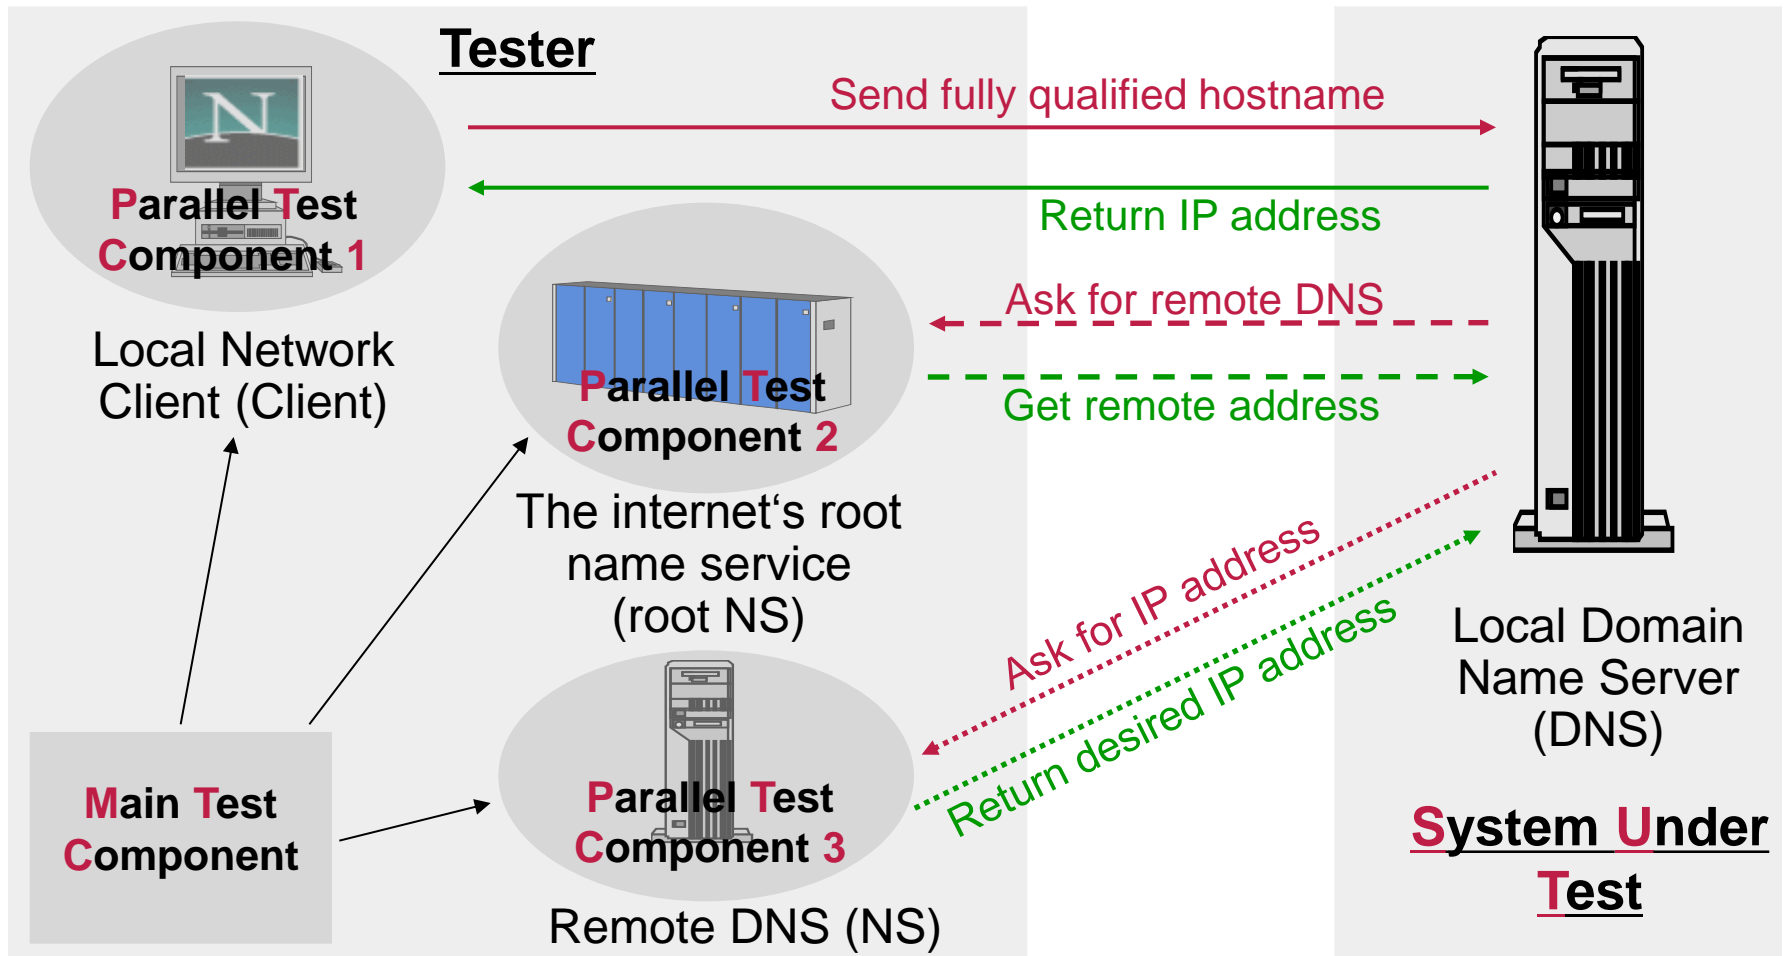 Tester
Send fully qualified hostname
N
Parallel Test
Component 1
Return IP address
Local Network
Client (Client)
Ask for remote DNS
Parallel Test
Component 2
Get remote address
The internet‘s root
name service
(root NS)
Ask for IP address
Return desired IP address
Local Domain
Name Server
(DNS)
Main Test
Component
Parallel Test
Component 3
Remote DNS (NS)
System Under
Test